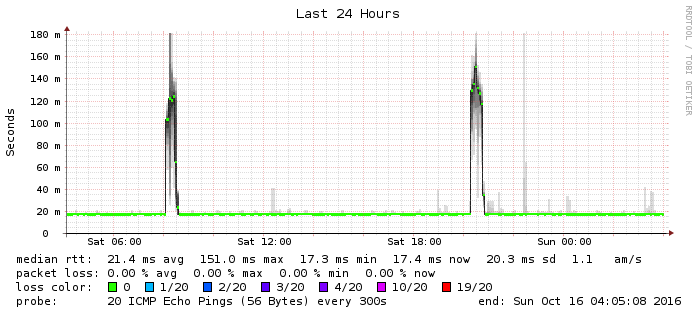 Last 24 Hours
RRDTOOL / TOBI OETIKER
Seconds
180 m
160 m
140 m
120 m
100 m
80 m
60 m
40 m
20 m
0
Sat 06:00 Sat 12:00 Sat 18:00 Sun 00:00
median rtt: 21.4 ms avg 151.0 ms max 17.3 ms min 17.4 ms now 20.3 ms sd 1.1 am/s
packet loss: 0.00 % avg 0.00 % max 0.00 % min 0.00 % now
loss color: 0 1/20 2/20 3/20 4/20 10/20 19/20
probe: 20 ICMP Echo Pings (56 Bytes) every 300s end: Sun Oct 16 04:05:08 2016